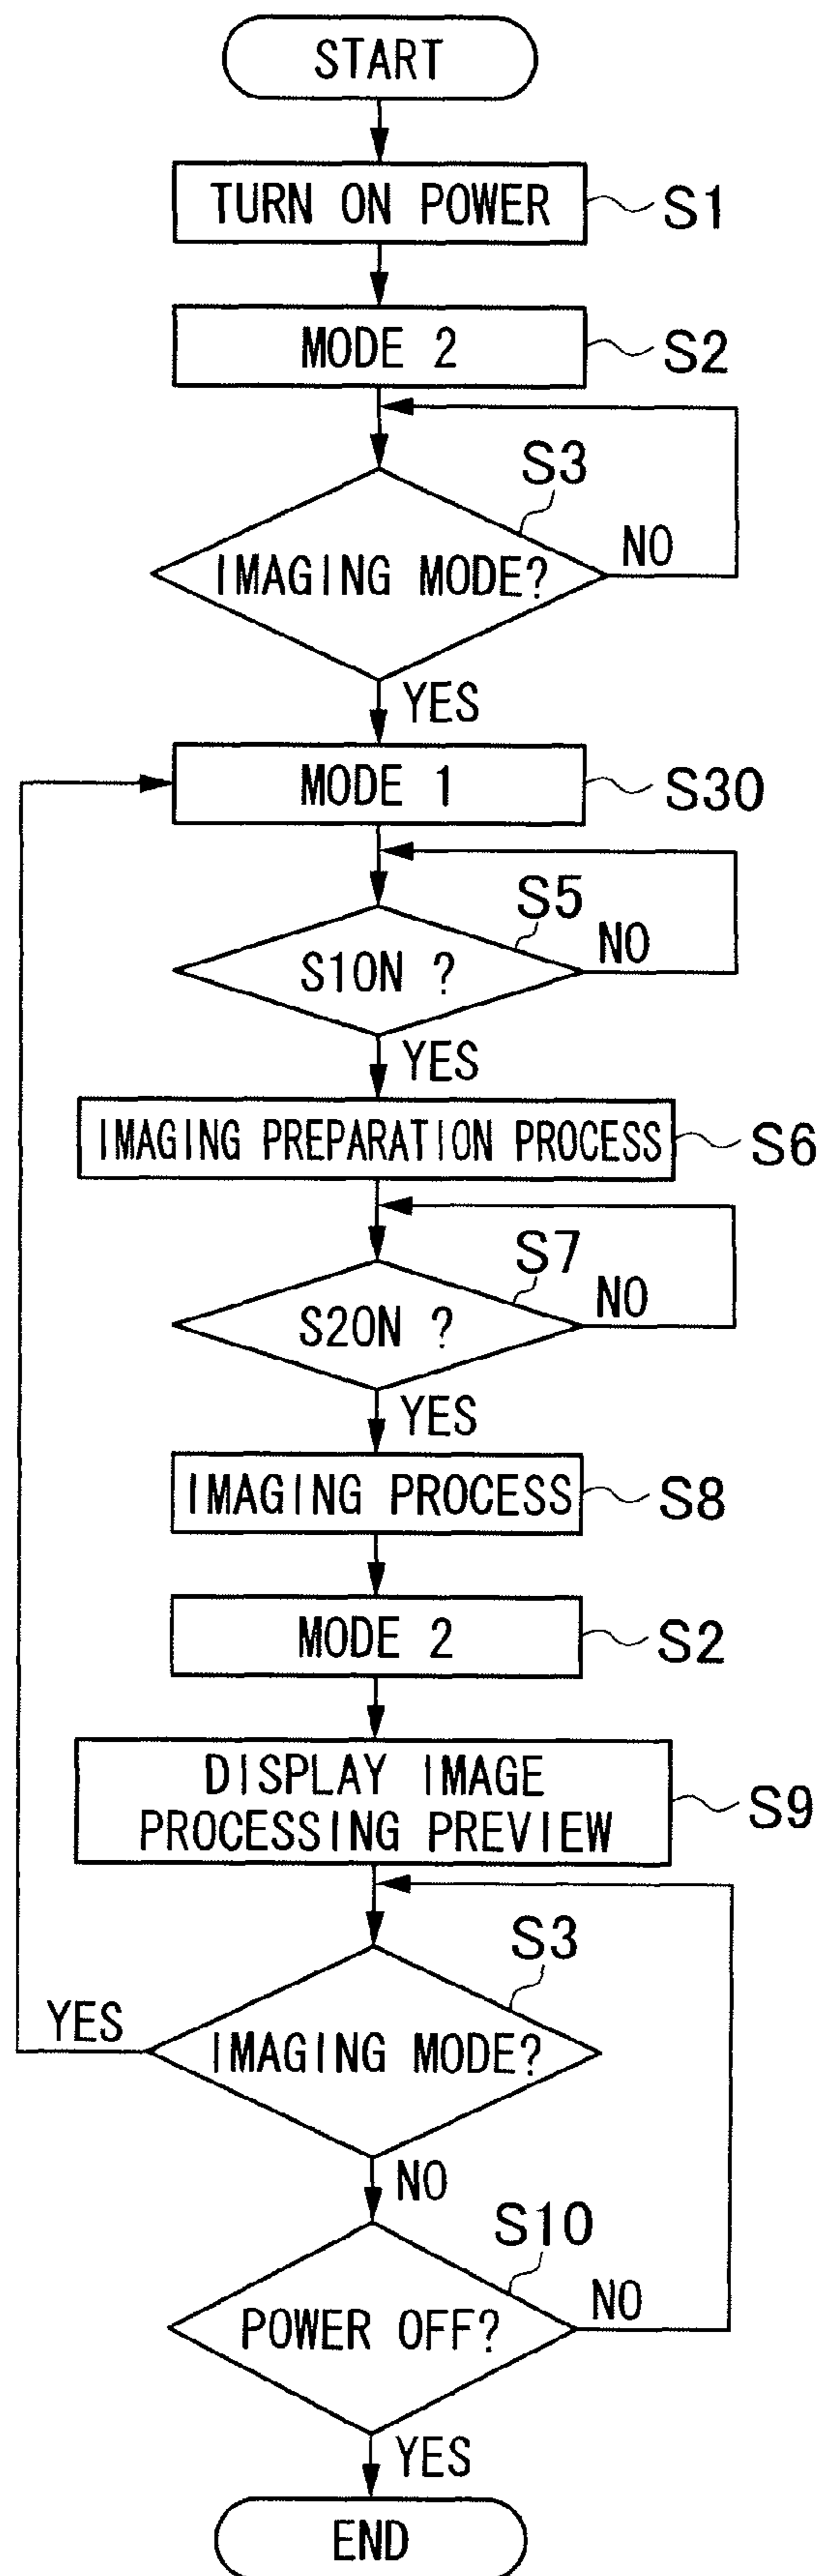 START
TURN ON POWER
S1
MODE 2
S2
S3
IMAGING MODE?
NO
YES
MODE 1
S30
S5
S1ON ?
NO
YES
IMAGING PREPARATION PROCESS
S6
S7
S2ON ?
NO
YES
IMAGING PROCESS
S8
MODE 2
S2
DISPLAY IMAGE
PROCESSING PREVIEW
S9
S3
YES
IMAGING MODE?
NO
S10
POWER OFF?
NO
YES
END